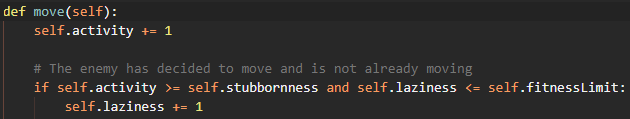 def move(self):
    self.activity += 1
    # The enemy has decided to move and is not already moving
    if self.activity >= self.stubbornness and self.laziness <= self.fitnessLimit:
        self.laziness += 1